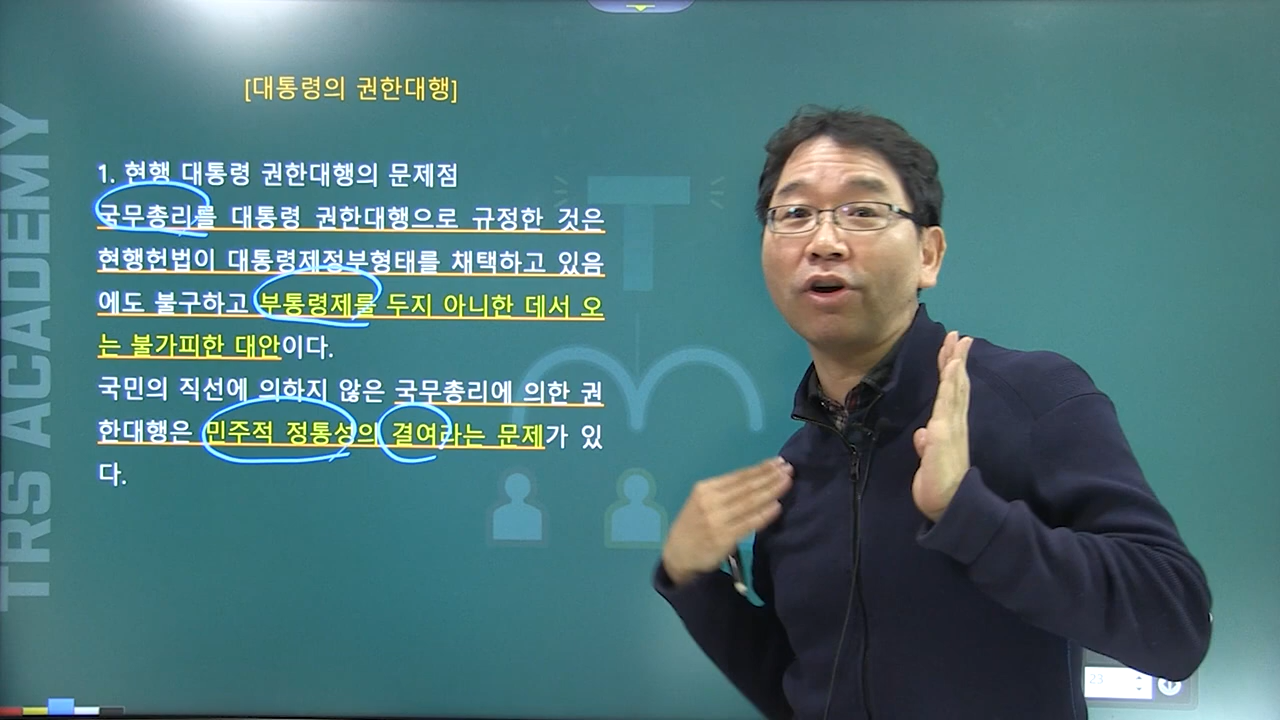 [대통령의 권한대행]
1. 현행 대통령 권한대행의 문제점
국무총리를 대통령 권한대행으로 규정한 것은
현행헌법이 대통령제정부형태를 채택하고 있음
에도 불구하고 부통령제를 두지 아니한 데서 오
는 불가피한 대안이다.
국민의 직선에 의하지 않은 국무총리에 의한 권
한대행은 민주적 정통성의 결여라는 문제가 있
다.
TRS ACADEMY
23